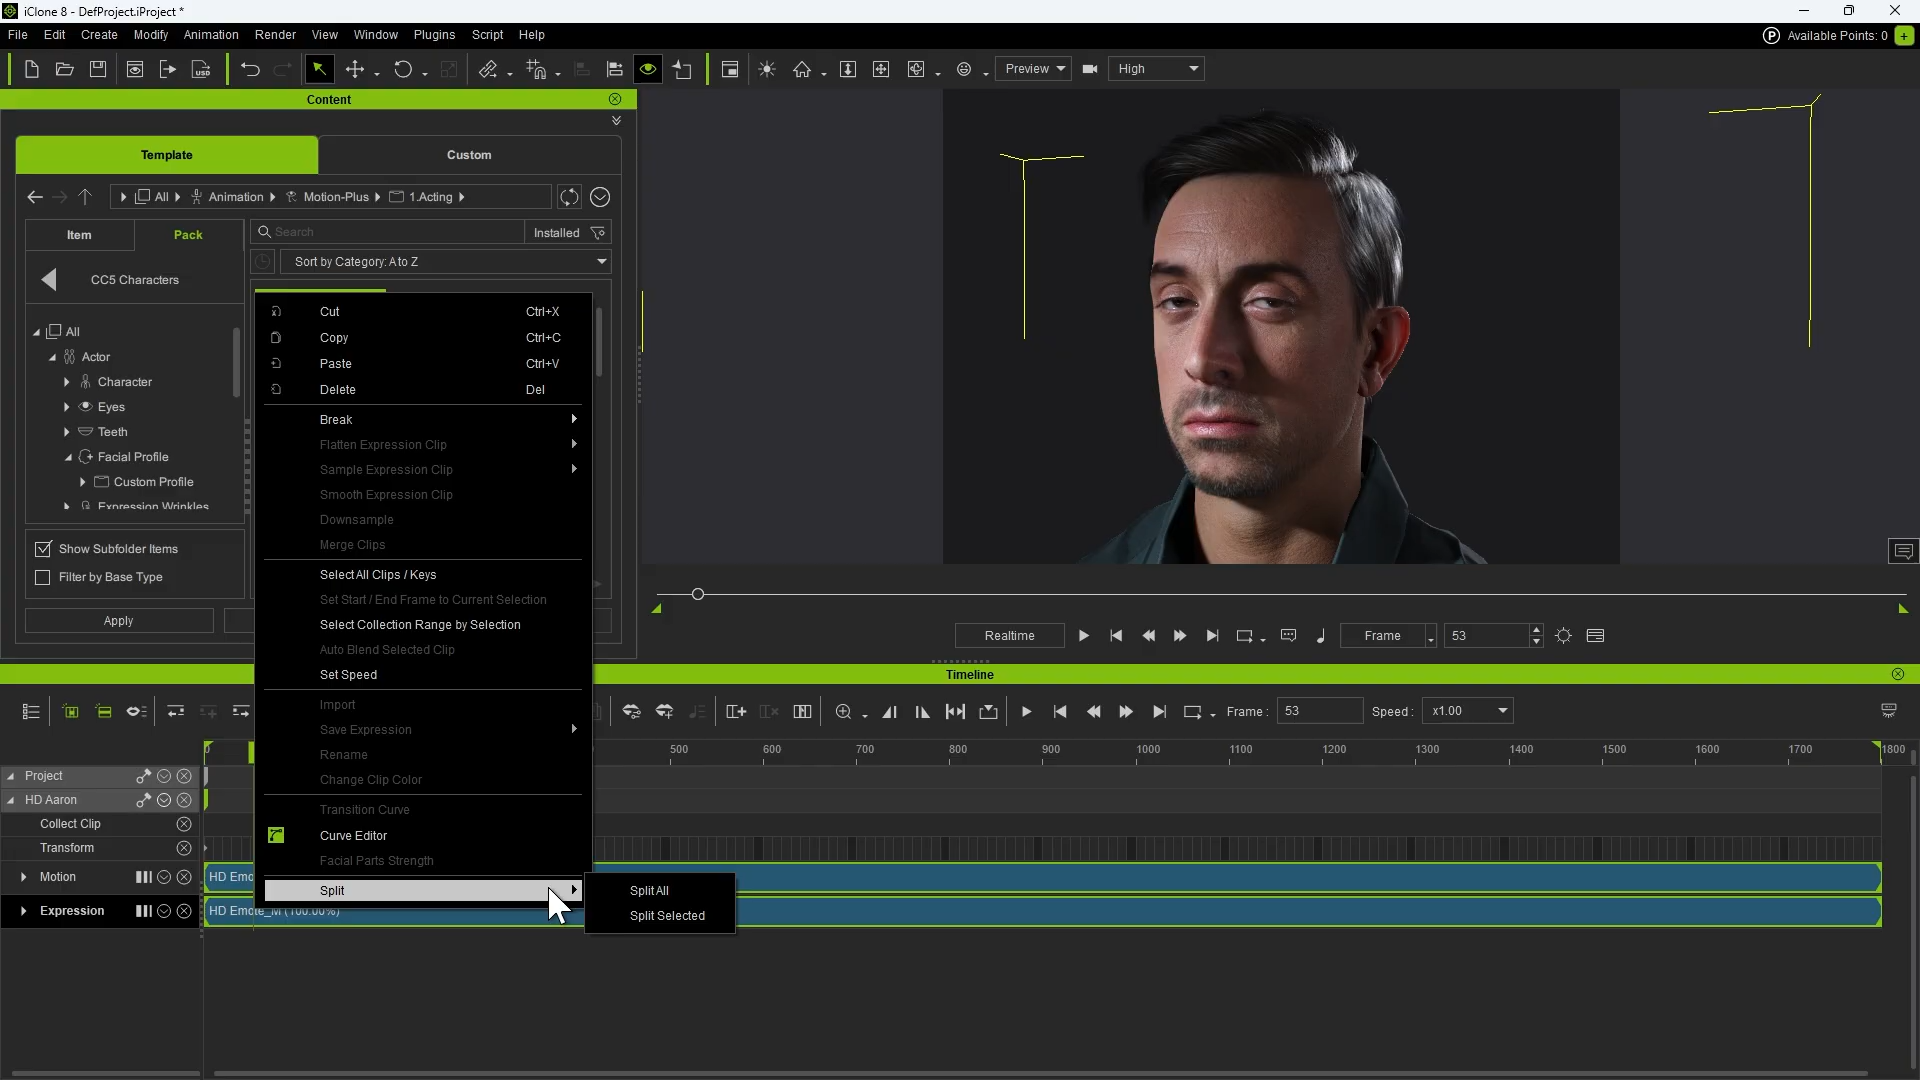 iClone 8 - DefProject.iProject *
File Edit Create Modify Animation Render View Window Plugins Script Help
Available Points: 0
Preview
High
Content
Template
Custom
All
Animation
Motion-Plus
1.Acting
Item
Pack
Search
Installed
CC5 Characters
Sort by Category: A to Z
All
Actor
Character
Eyes
Teeth
Facial Profile
Custom Profile
Expression Wrinkles
Show Subfolder Items
Filter by Base Type
Apply
Cut Ctrl+X
Copy Ctrl+C
Paste Ctrl+V
Delete Del
Break
Flatten Expression Clip
Sample Expression Clip
Smooth Expression Clip
Downsample
Merge Clips
Select All Clips / Keys
Set Start / End Frame to Current Selection
Select Collection Range by Selection
Auto Blend Selected Clip
Set Speed
Import
Save Expression
Rename
Change Clip Color
Transition Curve
Curve Editor
Facial Parts Strength
Split
Split All
Split Selected
Realtime
Frame
53
Timeline
Frame : 53 Speed : x1.00
500 600 700 800 900 1000 1100 1200 1300 1400 1500 1600 1700 1800
Project
HD Aaron
Collect Clip
Transform
Motion
HD Emo
Expression
HD Emote_M (100.00%)